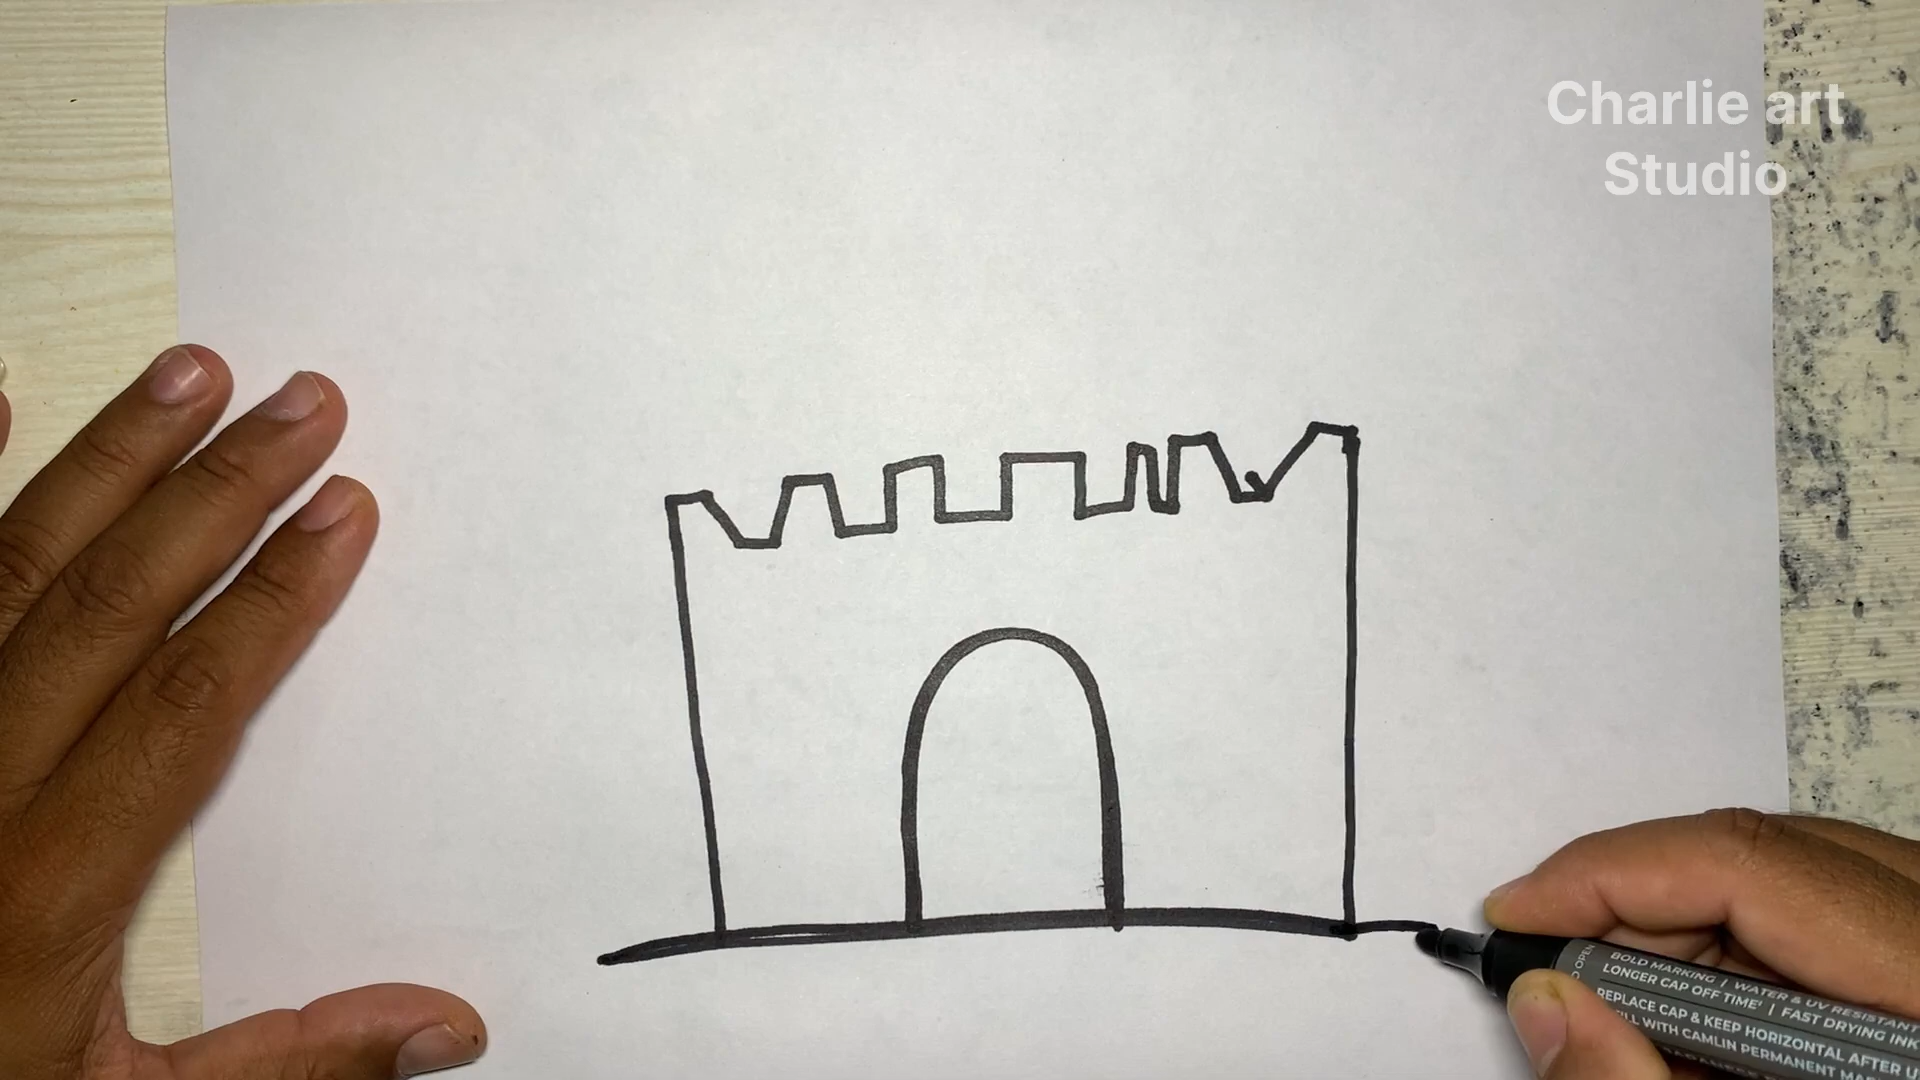 Charlie art
Studio
OPEN
BOLD MARKING | WATER & UV RESISTANT
LONGER CAP OFF TIME | FAST DRYING INK
REPLACE CAP & KEEP HORIZONTAL AFTER
WITH CAMLIN PERMANENT